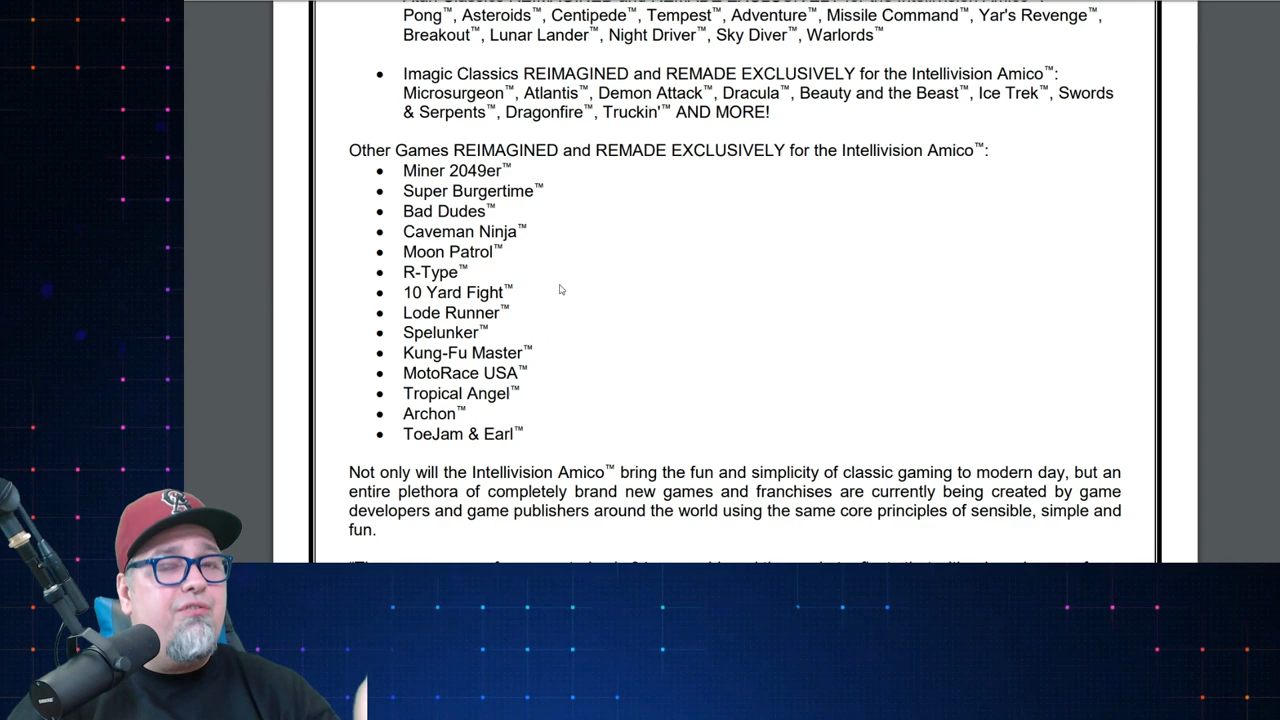 Pong™, Asteroids™, Centipede™, Tempest™, Adventure™, Missile Command™, Yar's Revenge™,
Breakout™, Lunar Lander™, Night Driver™, Sky Diver™, Warlords™
• Imagic Classics REIMAGINED and REMADE EXCLUSIVELY for the Intellivision Amico™:
Microsurgeon™, Atlantis™, Demon Attack™, Dracula™, Beauty and the Beast™, Ice Trek™, Swords
& Serpents™, Dragonfire™, Truckin'™ AND MORE!
Other Games REIMAGINED and REMADE EXCLUSIVELY for the Intellivision Amico™:
• Miner 2049er™
• Super Burgertime™
• Bad Dudes™
• Caveman Ninja™
• Moon Patrol™
• R-Type™
• 10 Yard Fight™
• Lode Runner™
• Spelunker™
• Kung-Fu Master™
• MotoRace USA™
• Tropical Angel™
• Archon™
• ToeJam & Earl™
Not only will the Intellivision Amico™ bring the fun and simplicity of classic gaming to modern day, but an
entire plethora of completely brand new games and franchises are currently being created by game
developers and game publishers around the world using the same core principles of sensible, simple and
fun.